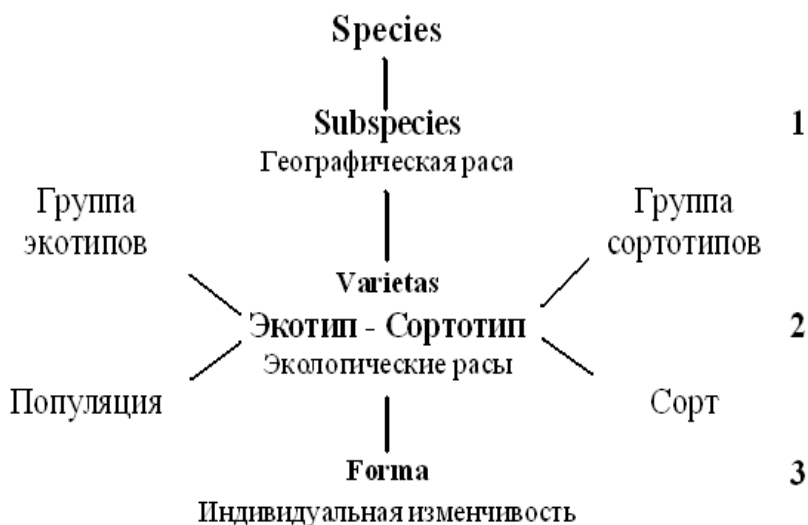 Species
Subspecies
1
Географическая раса
Группа
экотипов
Группа
сортотипов
Varietas
Экотип - Сортотип
2
Экологические расы
Популяция
Сорт
Forma
3
Индивидуальная изменчивость